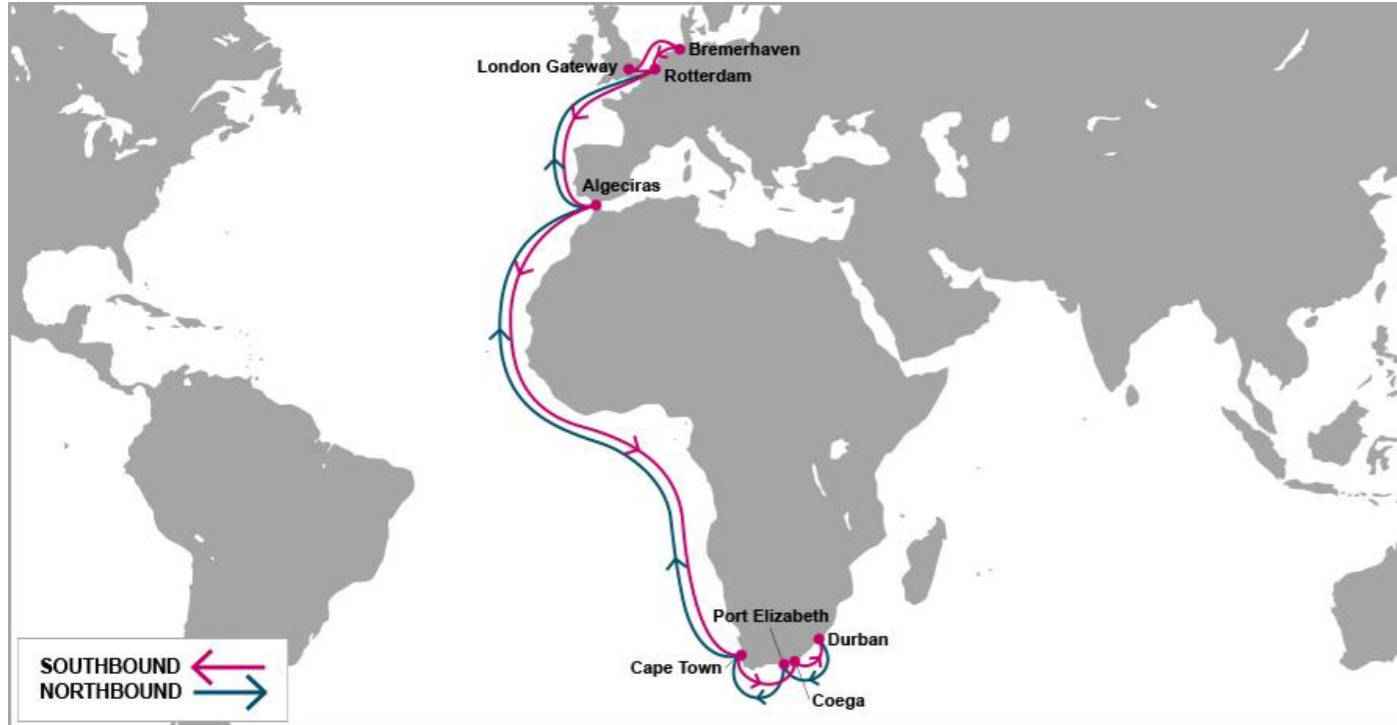 Bremerhaven
London Gateway
Rotterdam
Algeciras
Port Elizabeth
Durban
Cape Town
Coega
SOUTHBOUND
NORTHBOUND